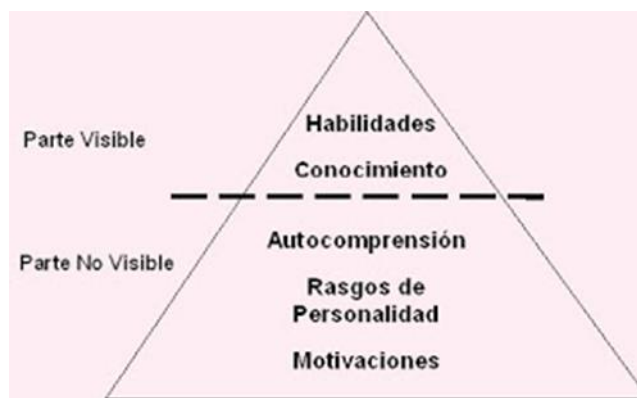 Habilidades
Parte Visible
Conocimiento
Autocomprensión
Parte No Visible
Rasgos de
Personalidad
Motivaciones